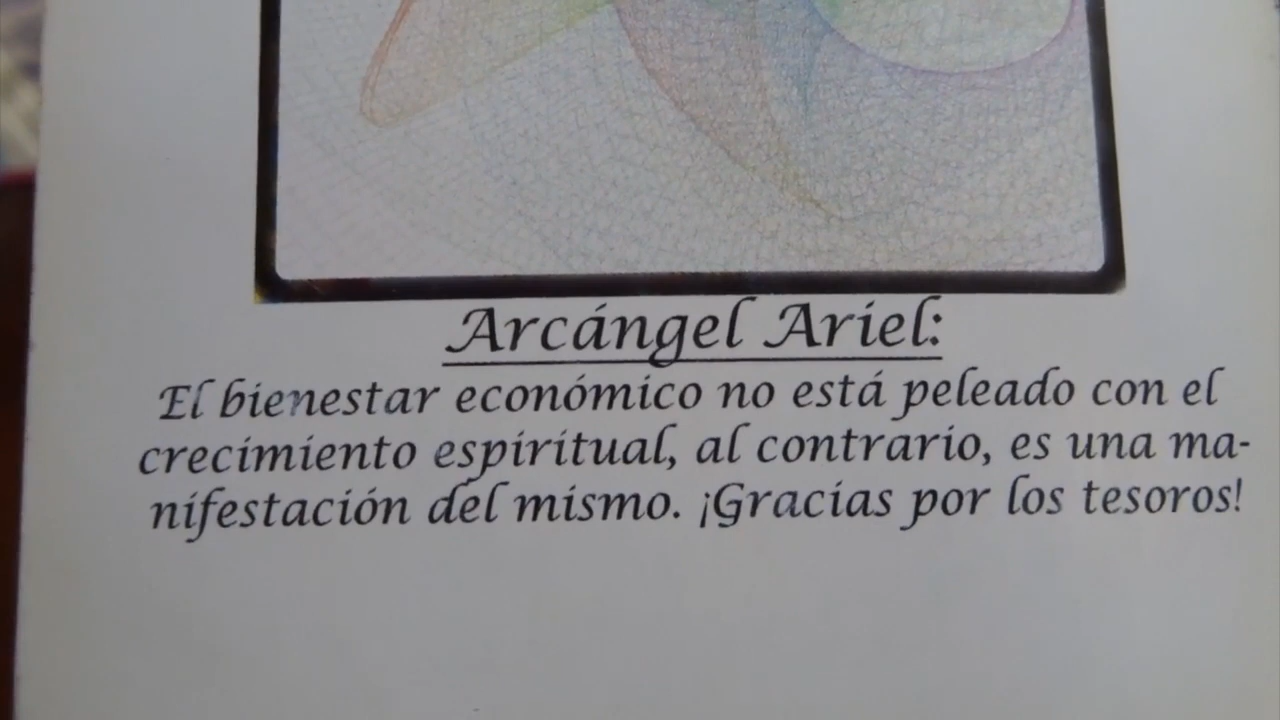 Arcángel Ariel:
El bienestar económico no está peleado con el
crecimiento espiritual, al contrario, es una ma-
nifestación del mismo. ¡Gracias por los tesoros!